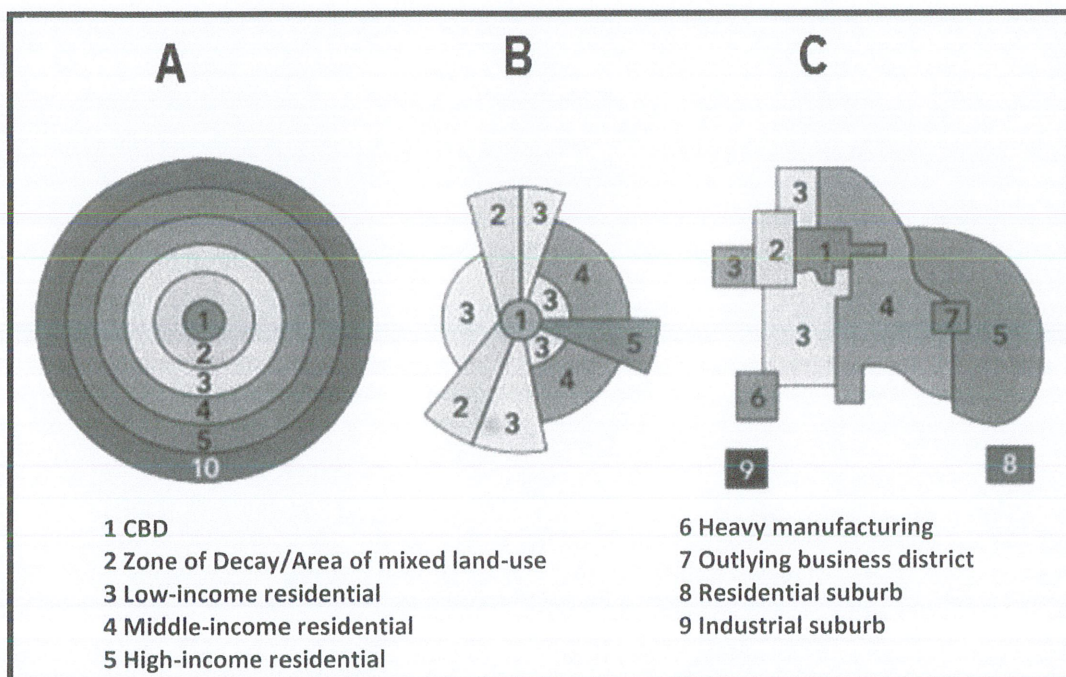 A B C
1
2
3
4
5
10
2 3
4
3 3
1
3 5
4
2 3
3
2 1
3
4 7 5
3
6
9 8
1 CBD
2 Zone of Decay/Area of mixed land-use
3 Low-income residential
4 Middle-income residential
5 High-income residential
6 Heavy manufacturing
7 Outlying business district
8 Residential suburb
9 Industrial suburb